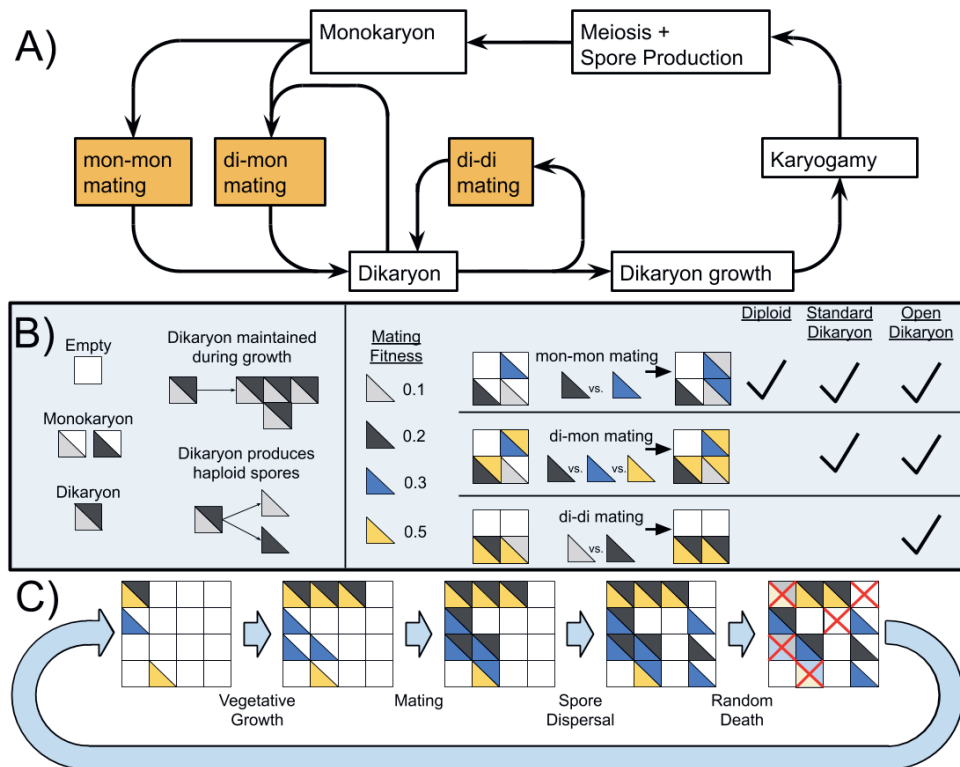 A)
Monokaryon
Meiosis +
Spore Production
mon-mon
mating
di-mon
mating
di-di
mating
Karyogamy
Dikaryon
Dikaryon growth
B)
Empty
Monokaryon
Dikaryon
Dikaryon maintained
during growth
Dikaryon produces
haploid spores
Mating
Fitness
0.1
0.2
0.3
0.5
Diploid
Standard
Dikaryon
Open
Dikaryon
mon-mon mating
vs.
di-mon mating
vs. vs.
di-di mating
vs.
C)
Vegetative
Growth
Mating
Spore
Dispersal
Random
Death